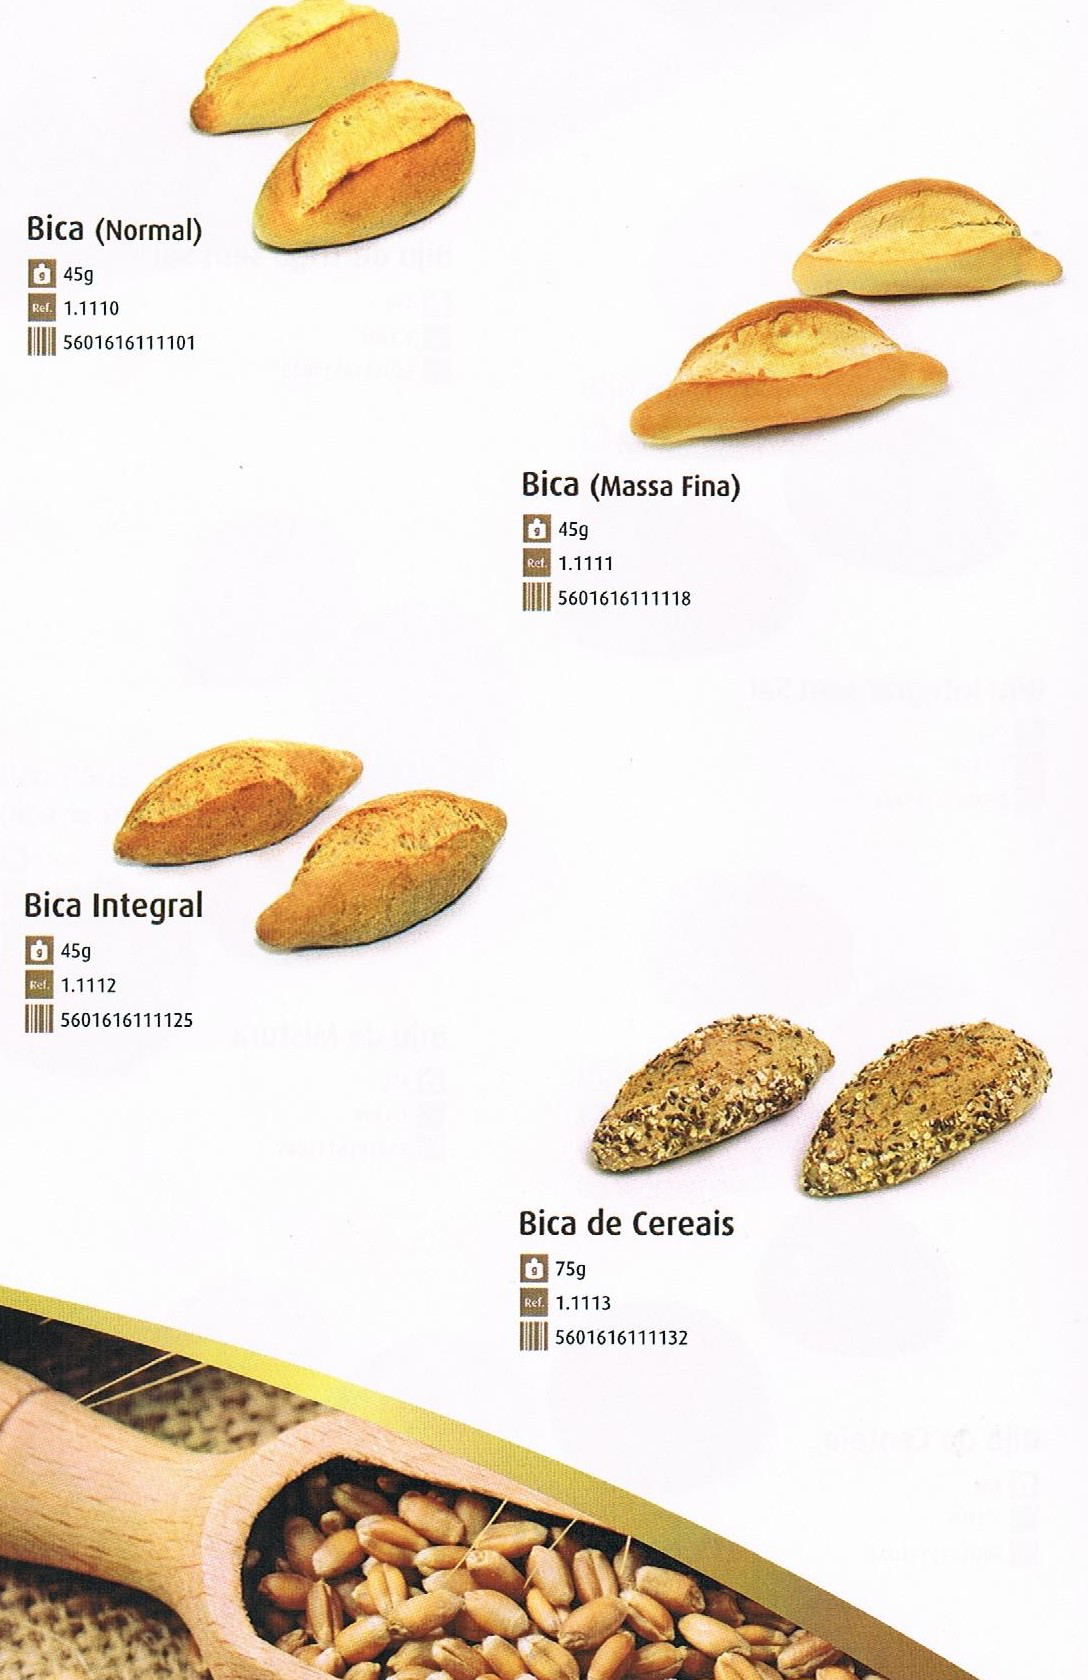 Bica (Normal)
g 45g
Ref. 1.1110
5601616111101
Bica (Massa Fina)
g 45g
Ref. 1.1111
5601616111118
Bica Integral
g 45g
Ref. 1.1112
5601616111125
Bica de Cereais
g 75g
Ref. 1.1113
5601616111132